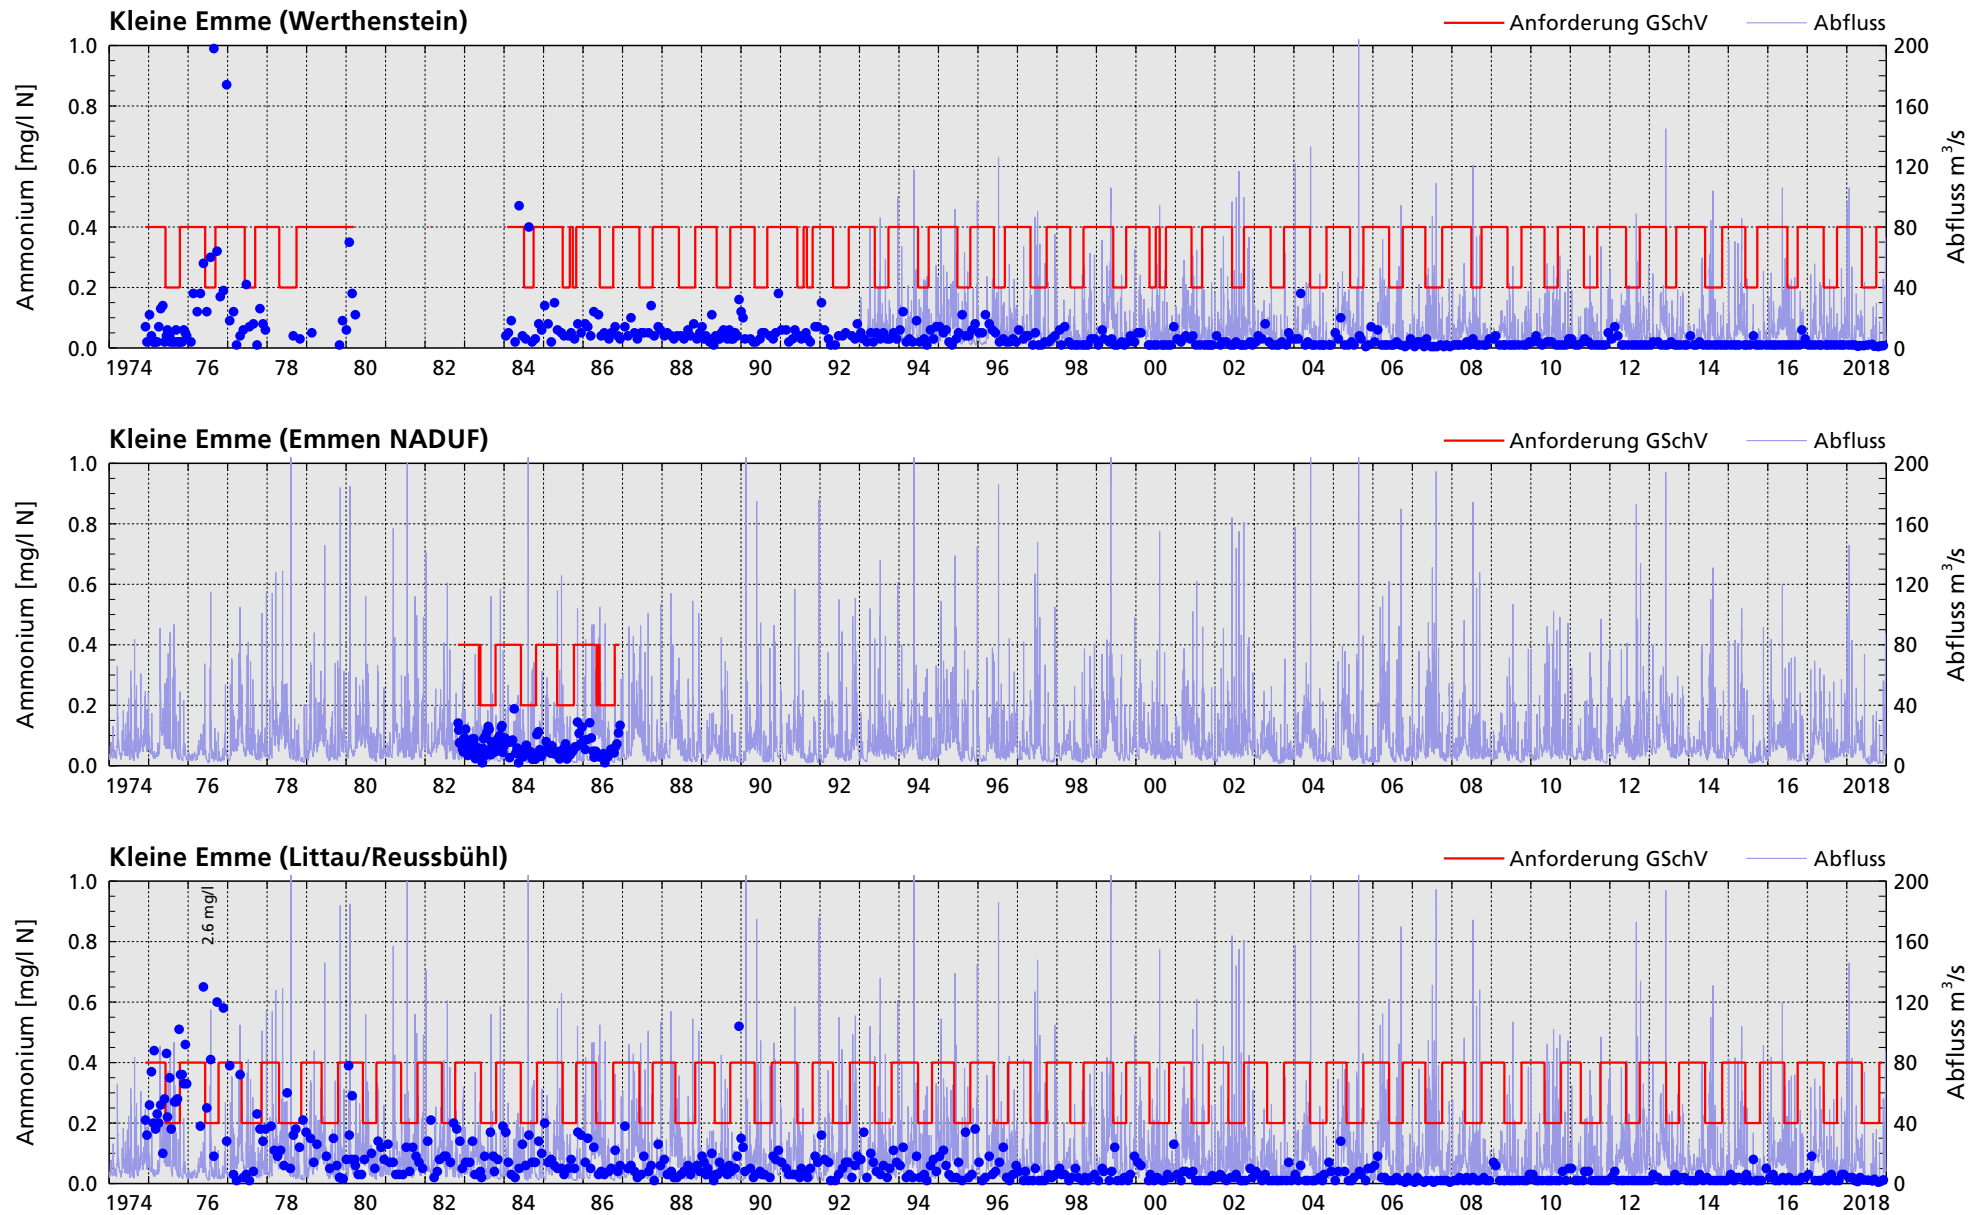 Kleine Emme (Werthenstein)
Anforderung GSchV Abfluss
Ammonium [mg/l N]
1.0 0.8 0.6 0.4 0.2 0.0
200 160 120 80 40 0
Abfluss m³/s
1974 76 78 80 82 84 86 88 90 92 94 96 98 00 02 04 06 08 10 12 14 16 2018
Kleine Emme (Emmen NADUF)
Anforderung GSchV Abfluss
Ammonium [mg/l N]
1.0 0.8 0.6 0.4 0.2 0.0
200 160 120 80 40 0
Abfluss m³/s
1974 76 78 80 82 84 86 88 90 92 94 96 98 00 02 04 06 08 10 12 14 16 2018
Kleine Emme (Littau/Reussbühl)
Anforderung GSchV Abfluss
Ammonium [mg/l N]
1.0 0.8 0.6 0.4 0.2 0.0
2.6 mg/l
200 160 120 80 40 0
Abfluss m³/s
1974 76 78 80 82 84 86 88 90 92 94 96 98 00 02 04 06 08 10 12 14 16 2018